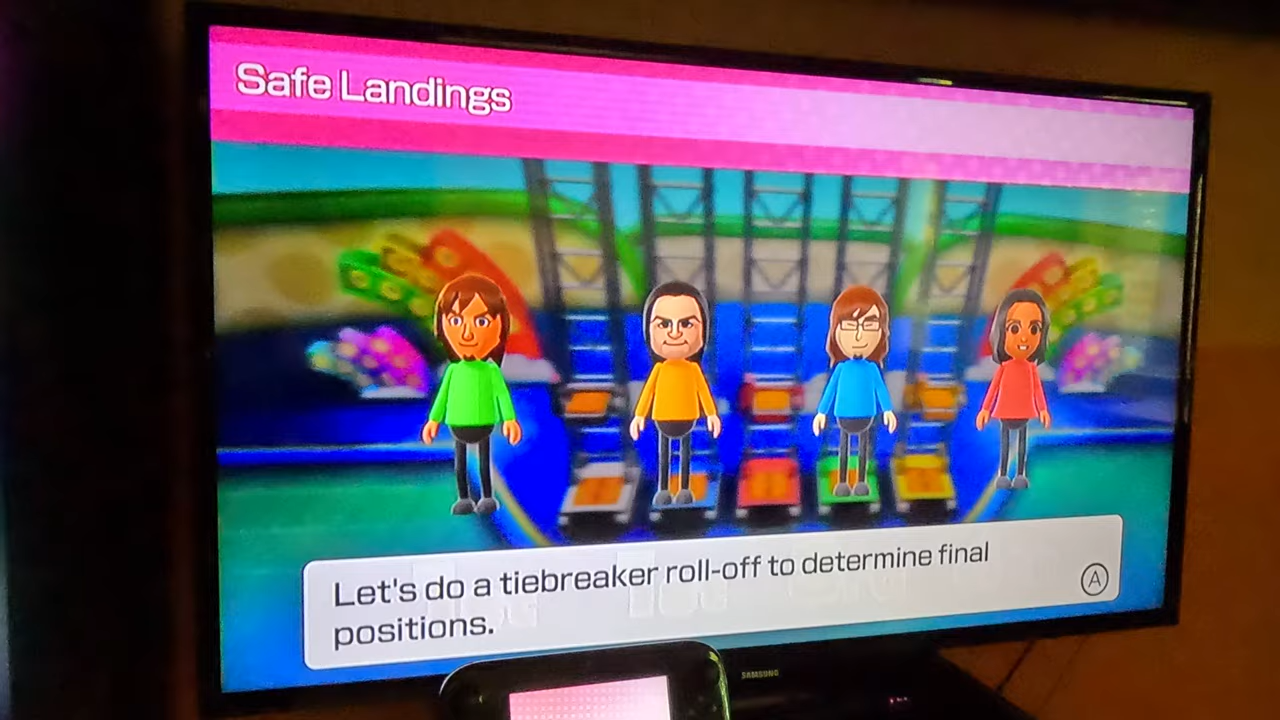 Safe Landings
Let's do a tiebreaker roll-off to determine final
positions.
A
SAMSUNG